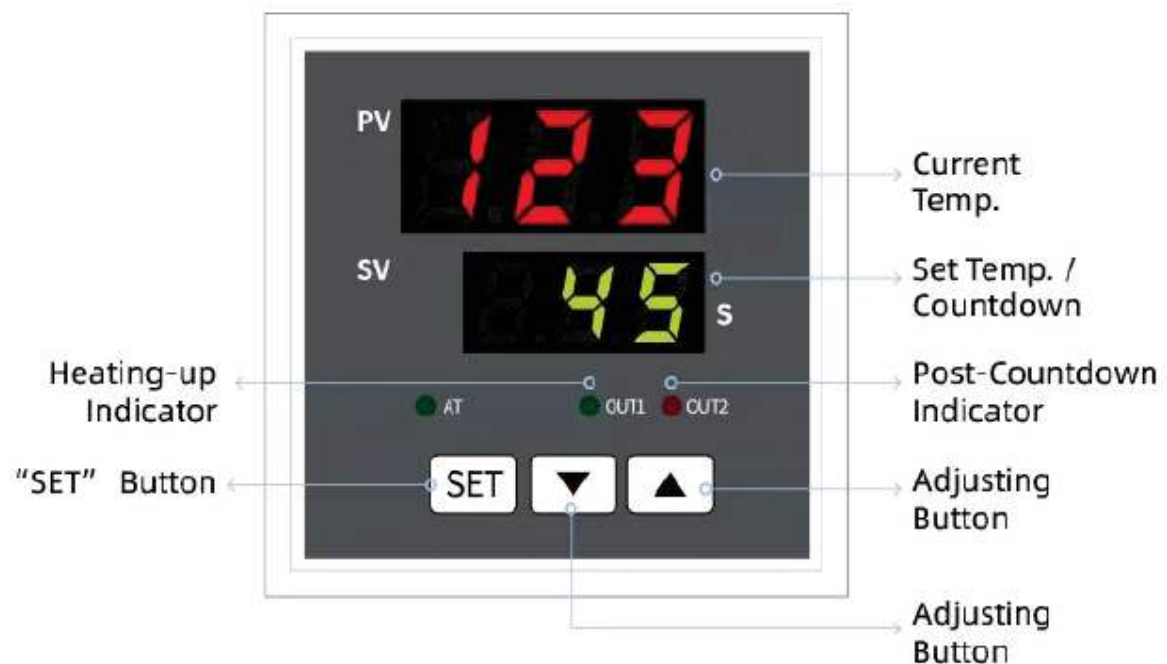 PV
123
Current
Temp.
SV
45
S
Set Temp. /
Countdown
Heating-up
Indicator
AT
OUT1
OUT2
Post-Countdown
Indicator
"SET" Button
SET
▼
▲
Adjusting
Button
Adjusting
Button